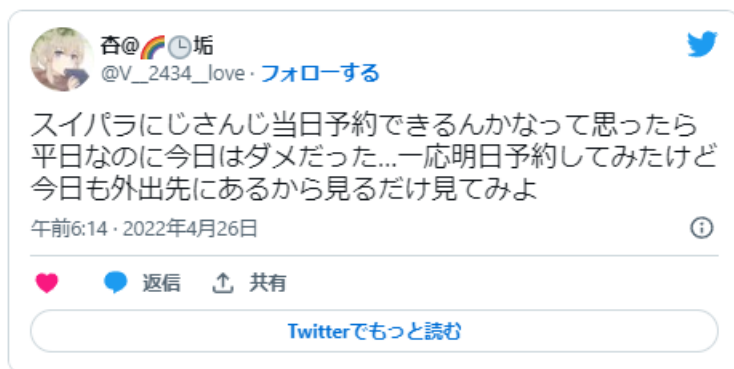 杏@🌈🕒垢
@V__2434__love · フォローする
スイパラにじさんじ当日予約できるんかなって思ったら
平日なのに今日はダメだった...一応明日予約してみたけど
今日も外出先にあるから見るだけ見てみよ
午前6:14 · 2022年4月26日
返信 共有
Twitterでもっと読む